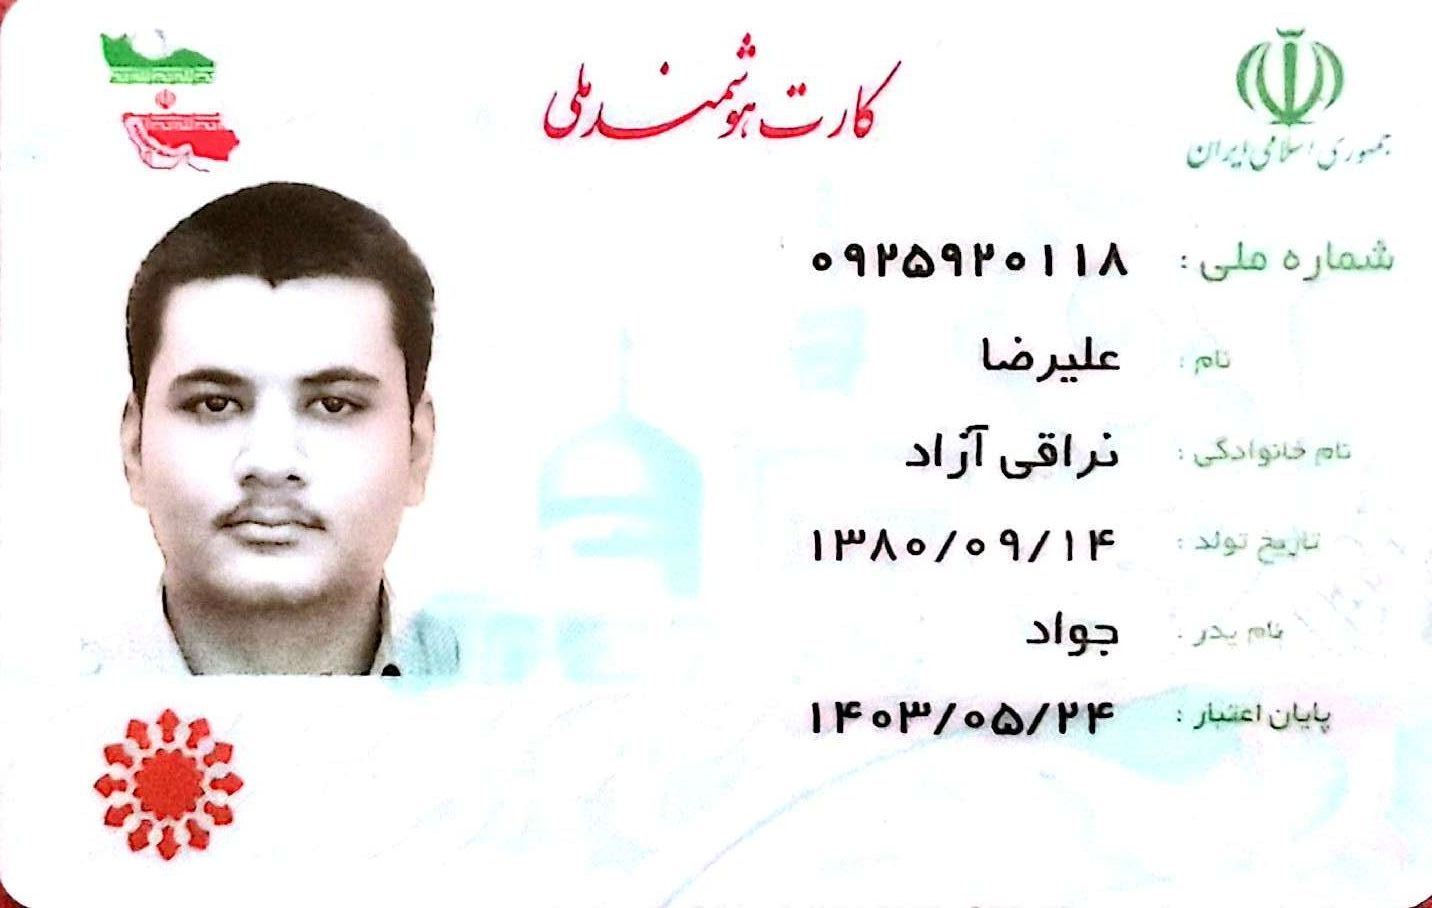 کارت هوشمند ملی
جمهوری اسلامی ایران
شماره ملی : ۰۹۲۵۹۲۰۱۱۸
نام : علیرضا
نام خانوادگی : نراقی آزاد
تاریخ تولد : ۱۳۸۰/۰۹/۱۴
نام پدر : جواد
پایان اعتبار : ۱۴۰۳/۰۵/۲۴